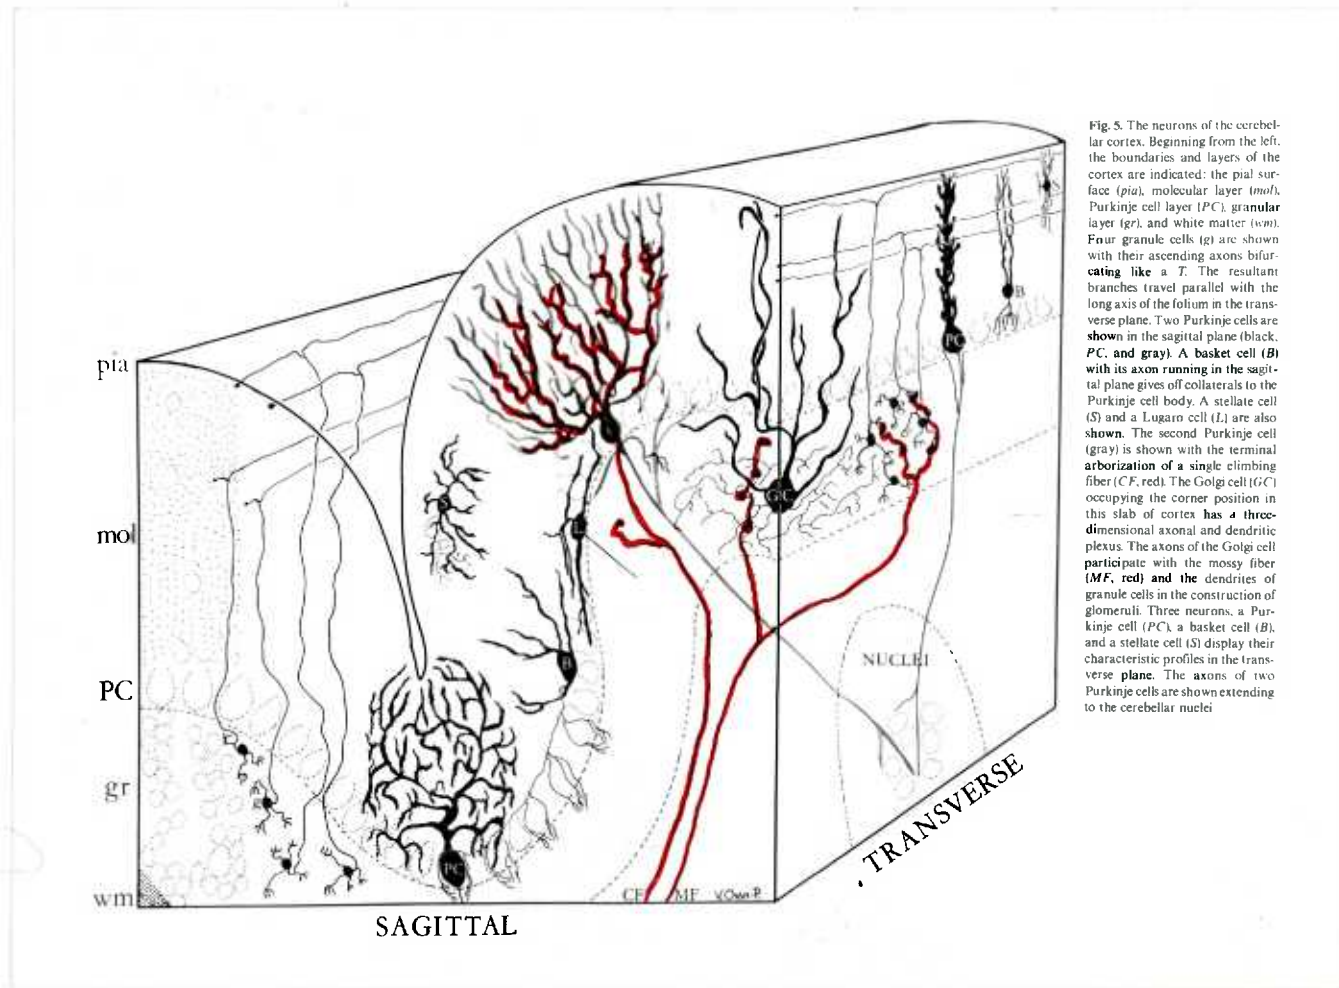 Fig. 5. The neurons of the cerebel-
lar cortex. Beginning from the left,
the boundaries and layers of the
cortex are indicated: the pial sur-
face (pia), molecular layer (mol),
Purkinje cell layer (PC), granular
layer (gr), and white matter (wm).
Four granule cells (g) are shown
with their ascending axons bifur-
cating like a T. The resultant
branches travel parallel with the
long axis of the folium in the trans-
verse plane. Two Purkinje cells are
shown in the sagittal plane (black,
PC, and gray). A basket cell (B)
with its axon running in the sagit-
tal plane gives off collaterals to the
Purkinje cell body. A stellate cell
(S) and a Lugaro cell (L) are also
shown. The second Purkinje cell
(gray) is shown with the terminal
arborization of a single climbing
fiber (CF, red). The Golgi cell (GC)
occupying the corner position in
this slab of cortex has a three-
dimensional axonal and dendritic
plexus. The axons of the Golgi cell
participate with the mossy fiber
(MF, red) and the dendrites of
granule cells in the construction of
glomeruli. Three neurons, a Pur-
kinje cell (PC), a basket cell (B),
and a stellate cell (S) display their
characteristic profiles in the trans-
verse plane. The axons of two
Purkinje cells are shown extending
to the cerebellar nuclei
pia
mol
PC
gr
wm
S
L
B
PC
GC
PC
B
S
g
NUCLEI
CF
MF
SAGITTAL
TRANSVERSE